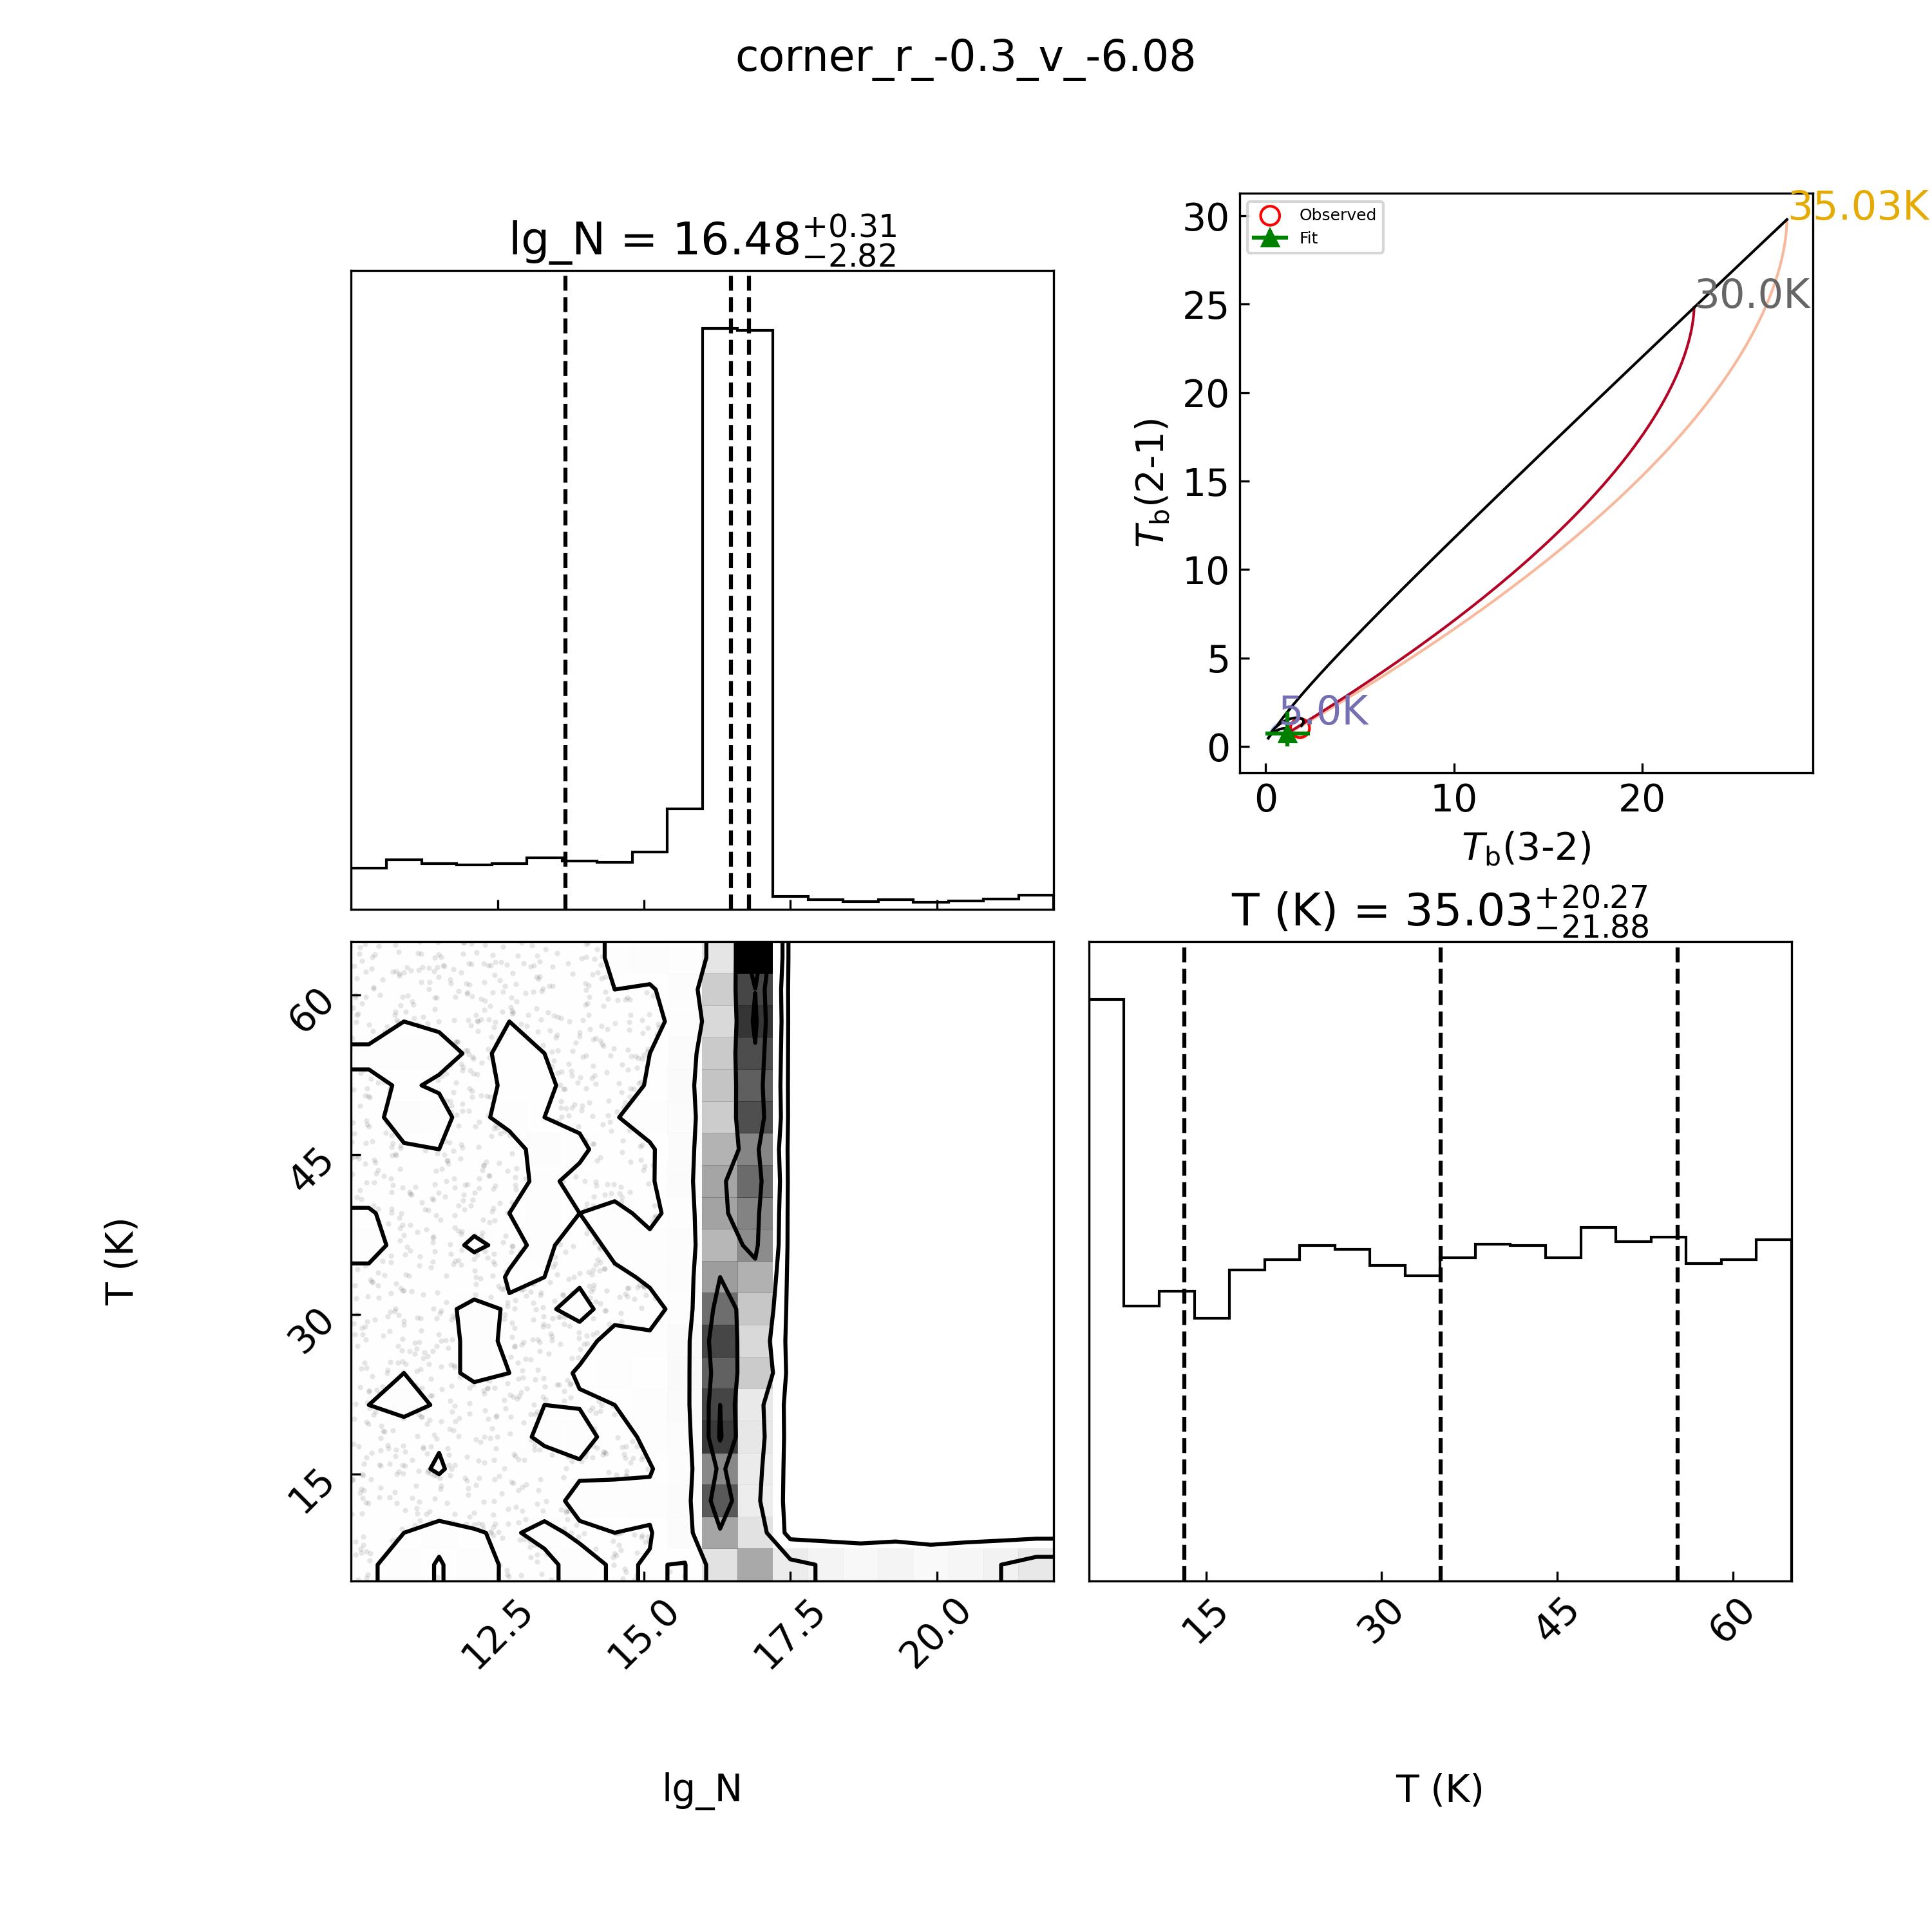 corner_r_-0.3_v_-6.08
lg_N = 16.48+0.31−2.82
Observed
Fit
35.03K
30.0K
5.0K
30
25
20
15
10
5
0
Tb(2-1)
0 10 20
Tb(3-2)
T (K) = 35.03+20.27−21.88
60
45
30
15
T (K)
12.5 15.0 17.5 20.0
lg_N
15 30 45 60
T (K)